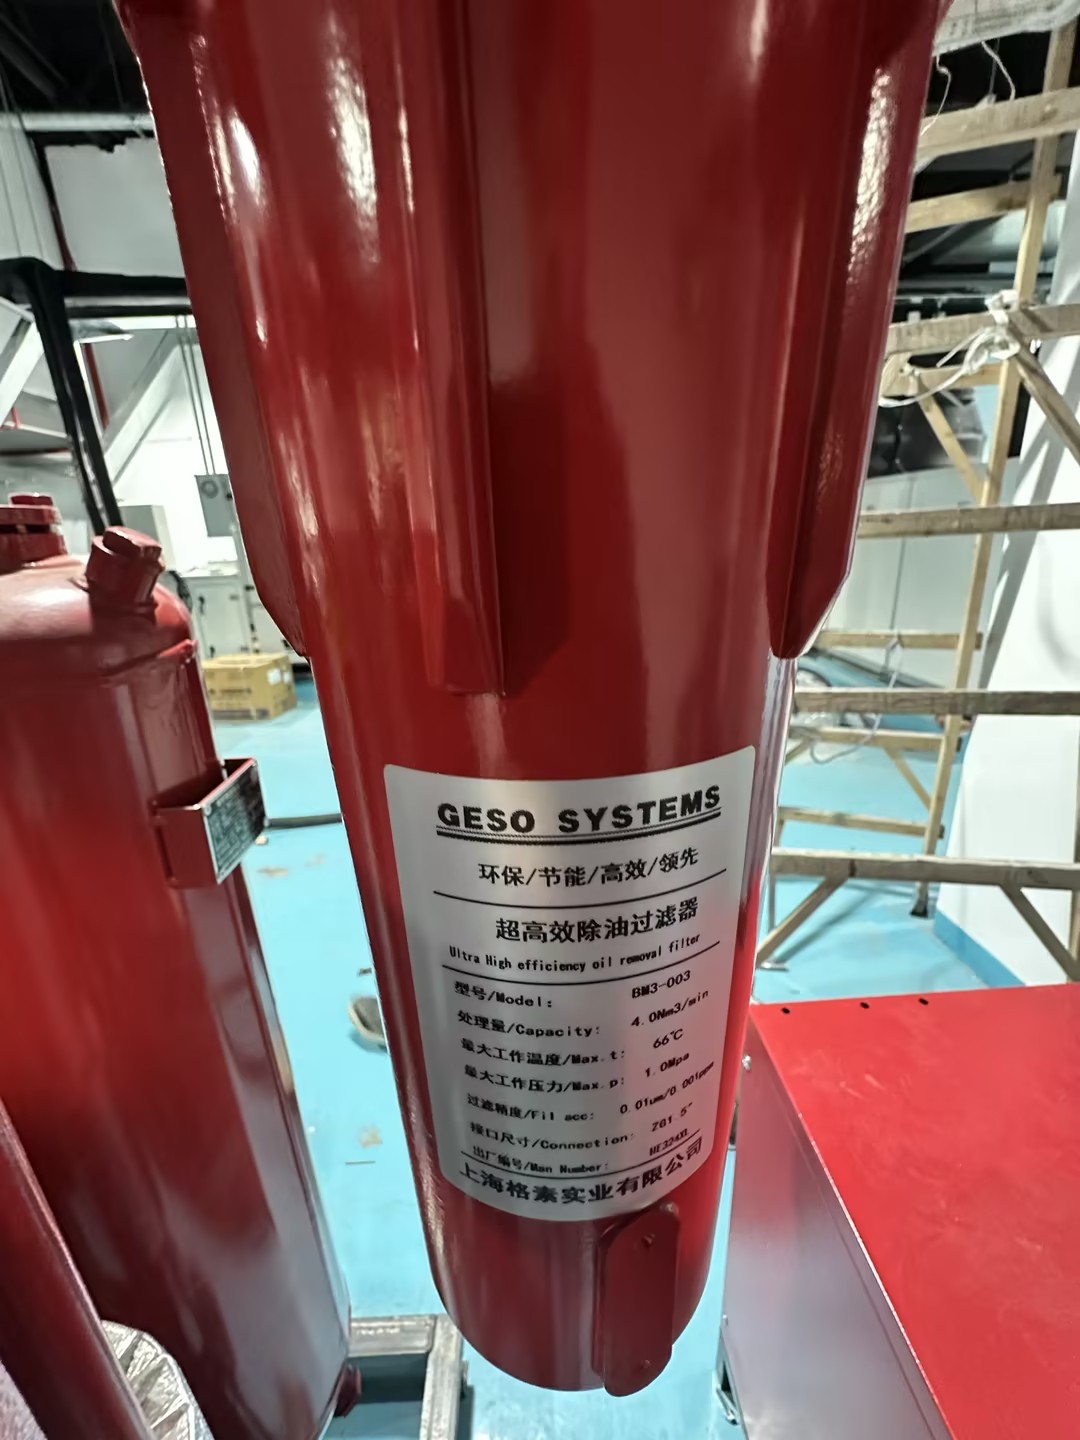 GESO SYSTEMS
环保/节能/高效/领先
超高效除油过滤器
Ultra High efficiency oil removal filter
型号/Model: BM3-003
处理量/Capacity: 4.0Nm3/min
最大工作温度/Max.t: 66℃
最大工作压力/Max.p: 1.0Mpa
过滤精度/Fil acc: 0.01um/0.001ppm
接口尺寸/Connection: ZG1.5"
出厂编号/Man Number:
上海格素实业有限公司